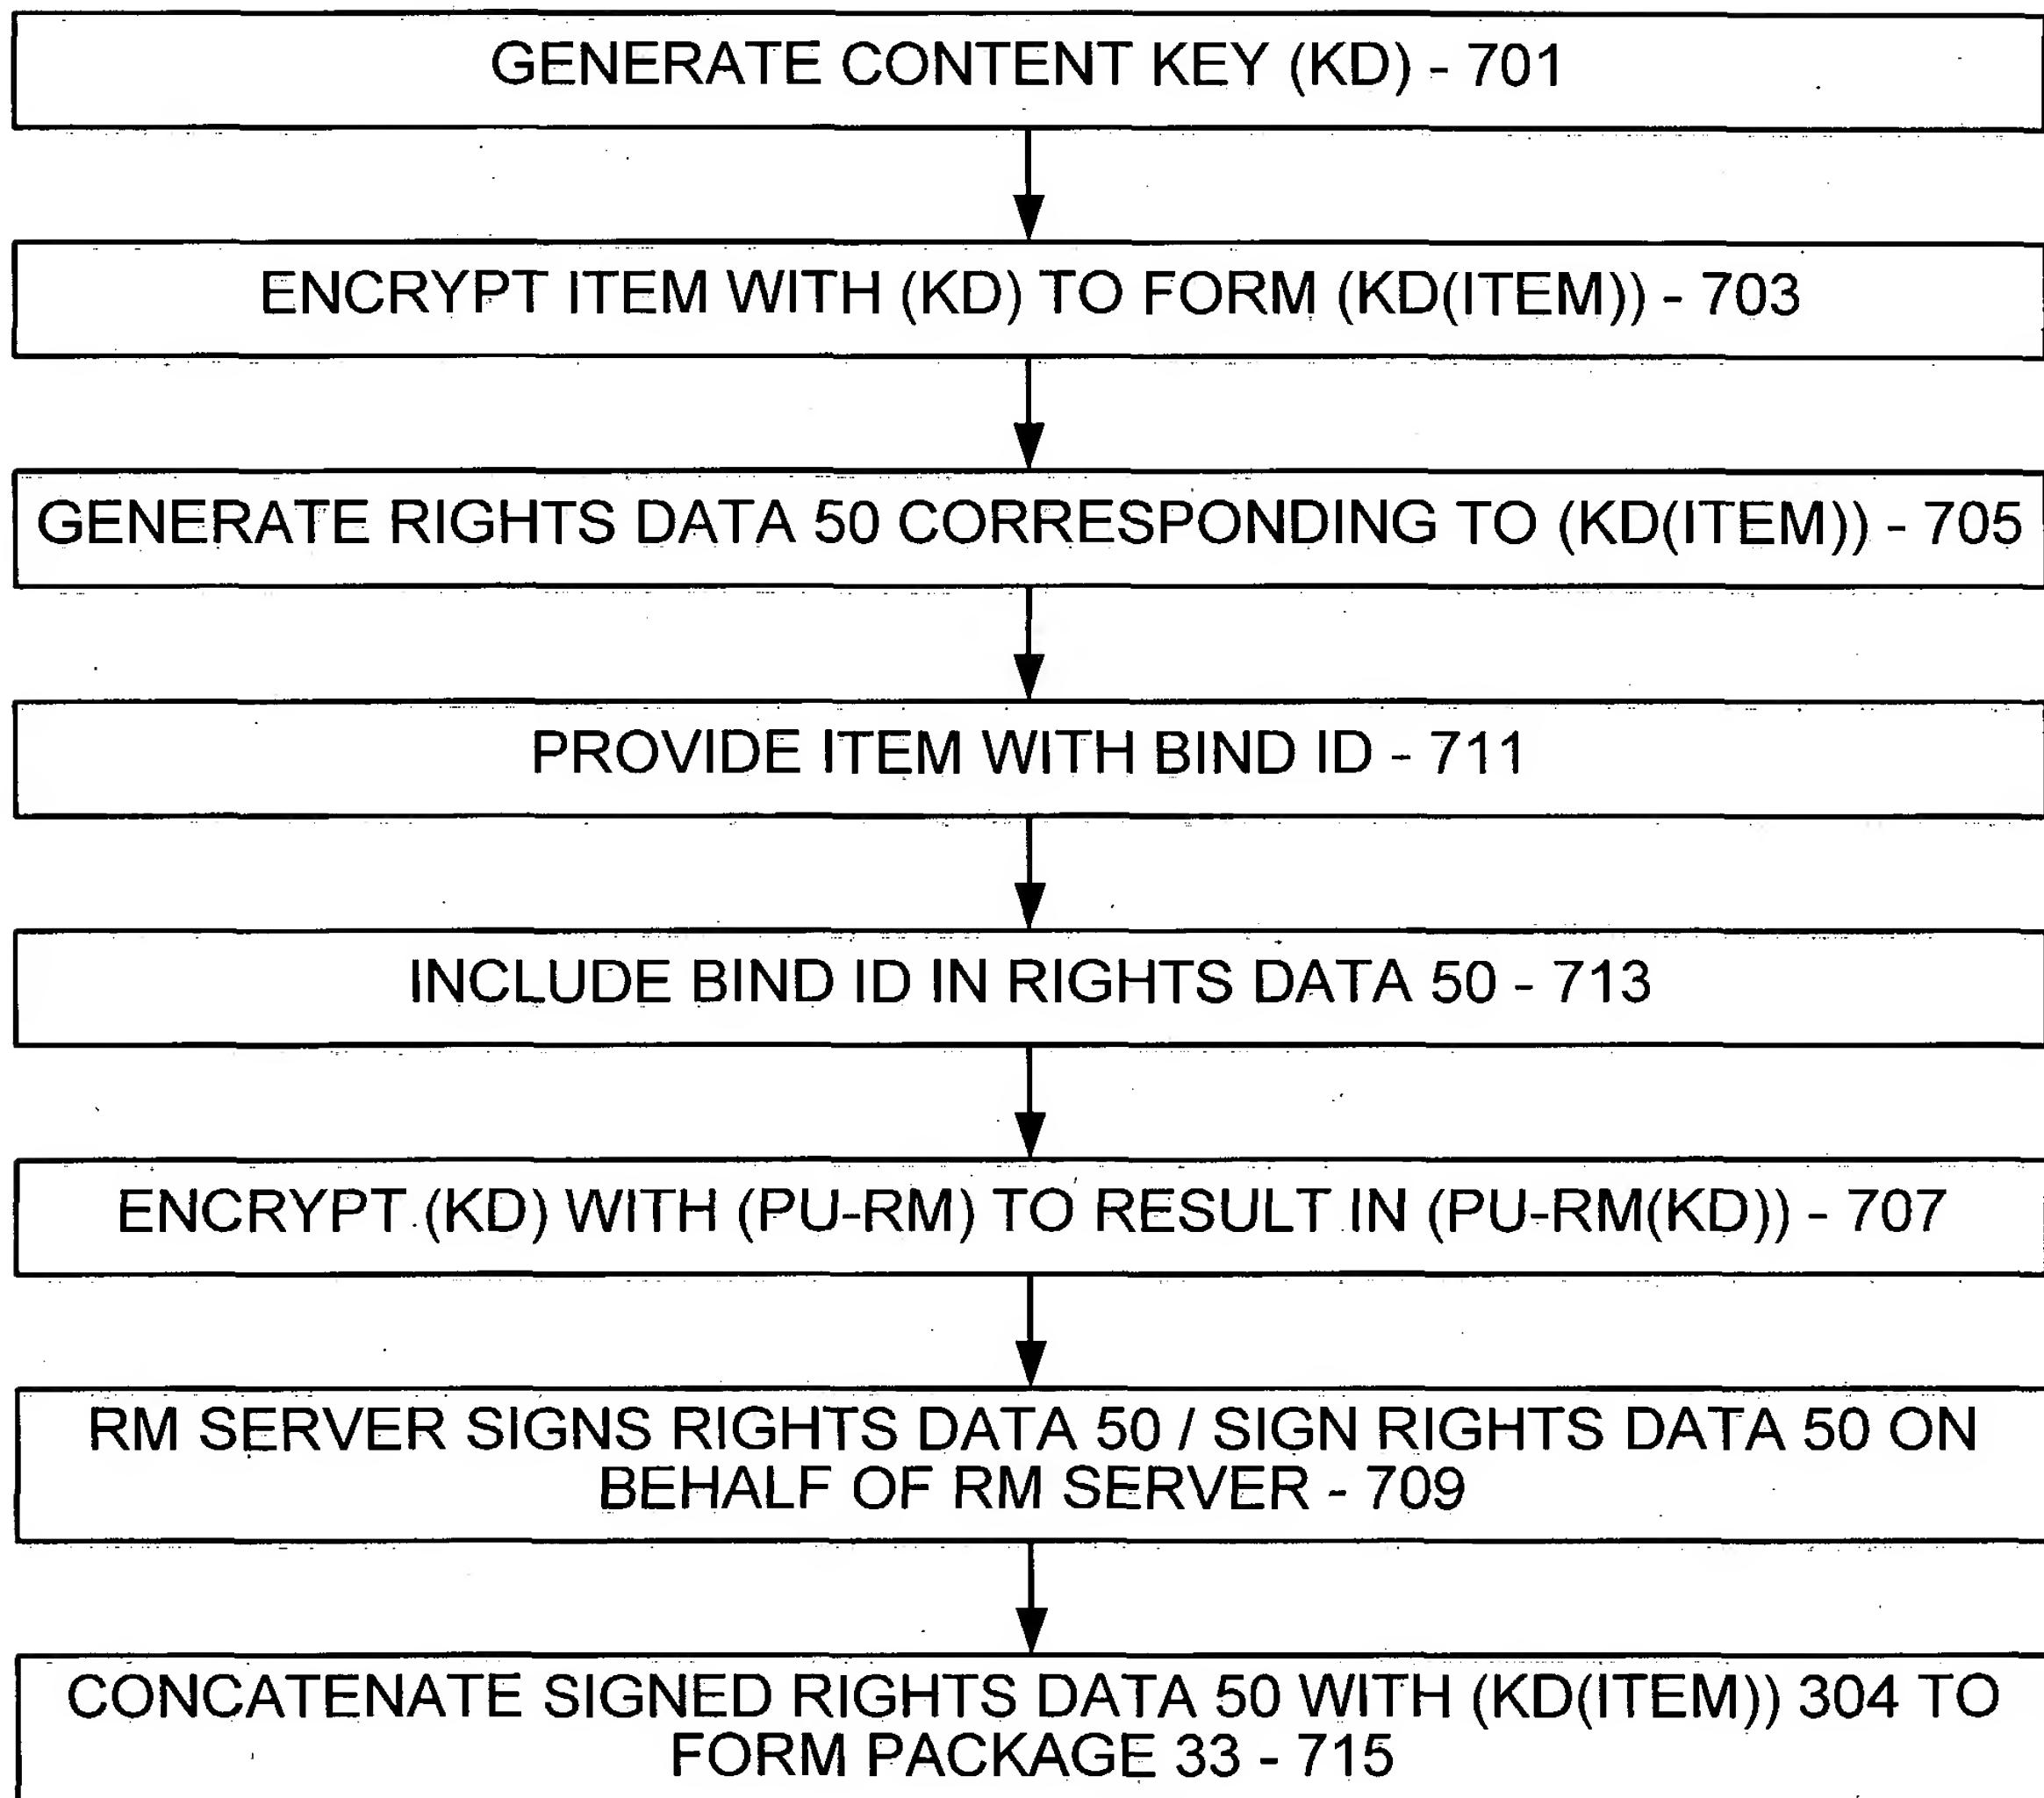 GENERATE CONTENT KEY (KD) - 701
ENCRYPT ITEM WITH (KD) TO FORM (KD(ITEM)) - 703
GENERATE RIGHTS DATA 50 CORRESPONDING TO (KD(ITEM)) - 705
PROVIDE ITEM WITH BIND ID - 711
INCLUDE BIND ID IN RIGHTS DATA 50 - 713
ENCRYPT (KD) WITH (PU-RM) TO RESULT IN (PU-RM(KD)) - 707
RM SERVER SIGNS RIGHTS DATA 50 / SIGN RIGHTS DATA 50 ON
BEHALF OF RM SERVER - 709
CONCATENATE SIGNED RIGHTS DATA 50 WITH (KD(ITEM)) 304 TO
FORM PACKAGE 33 - 715